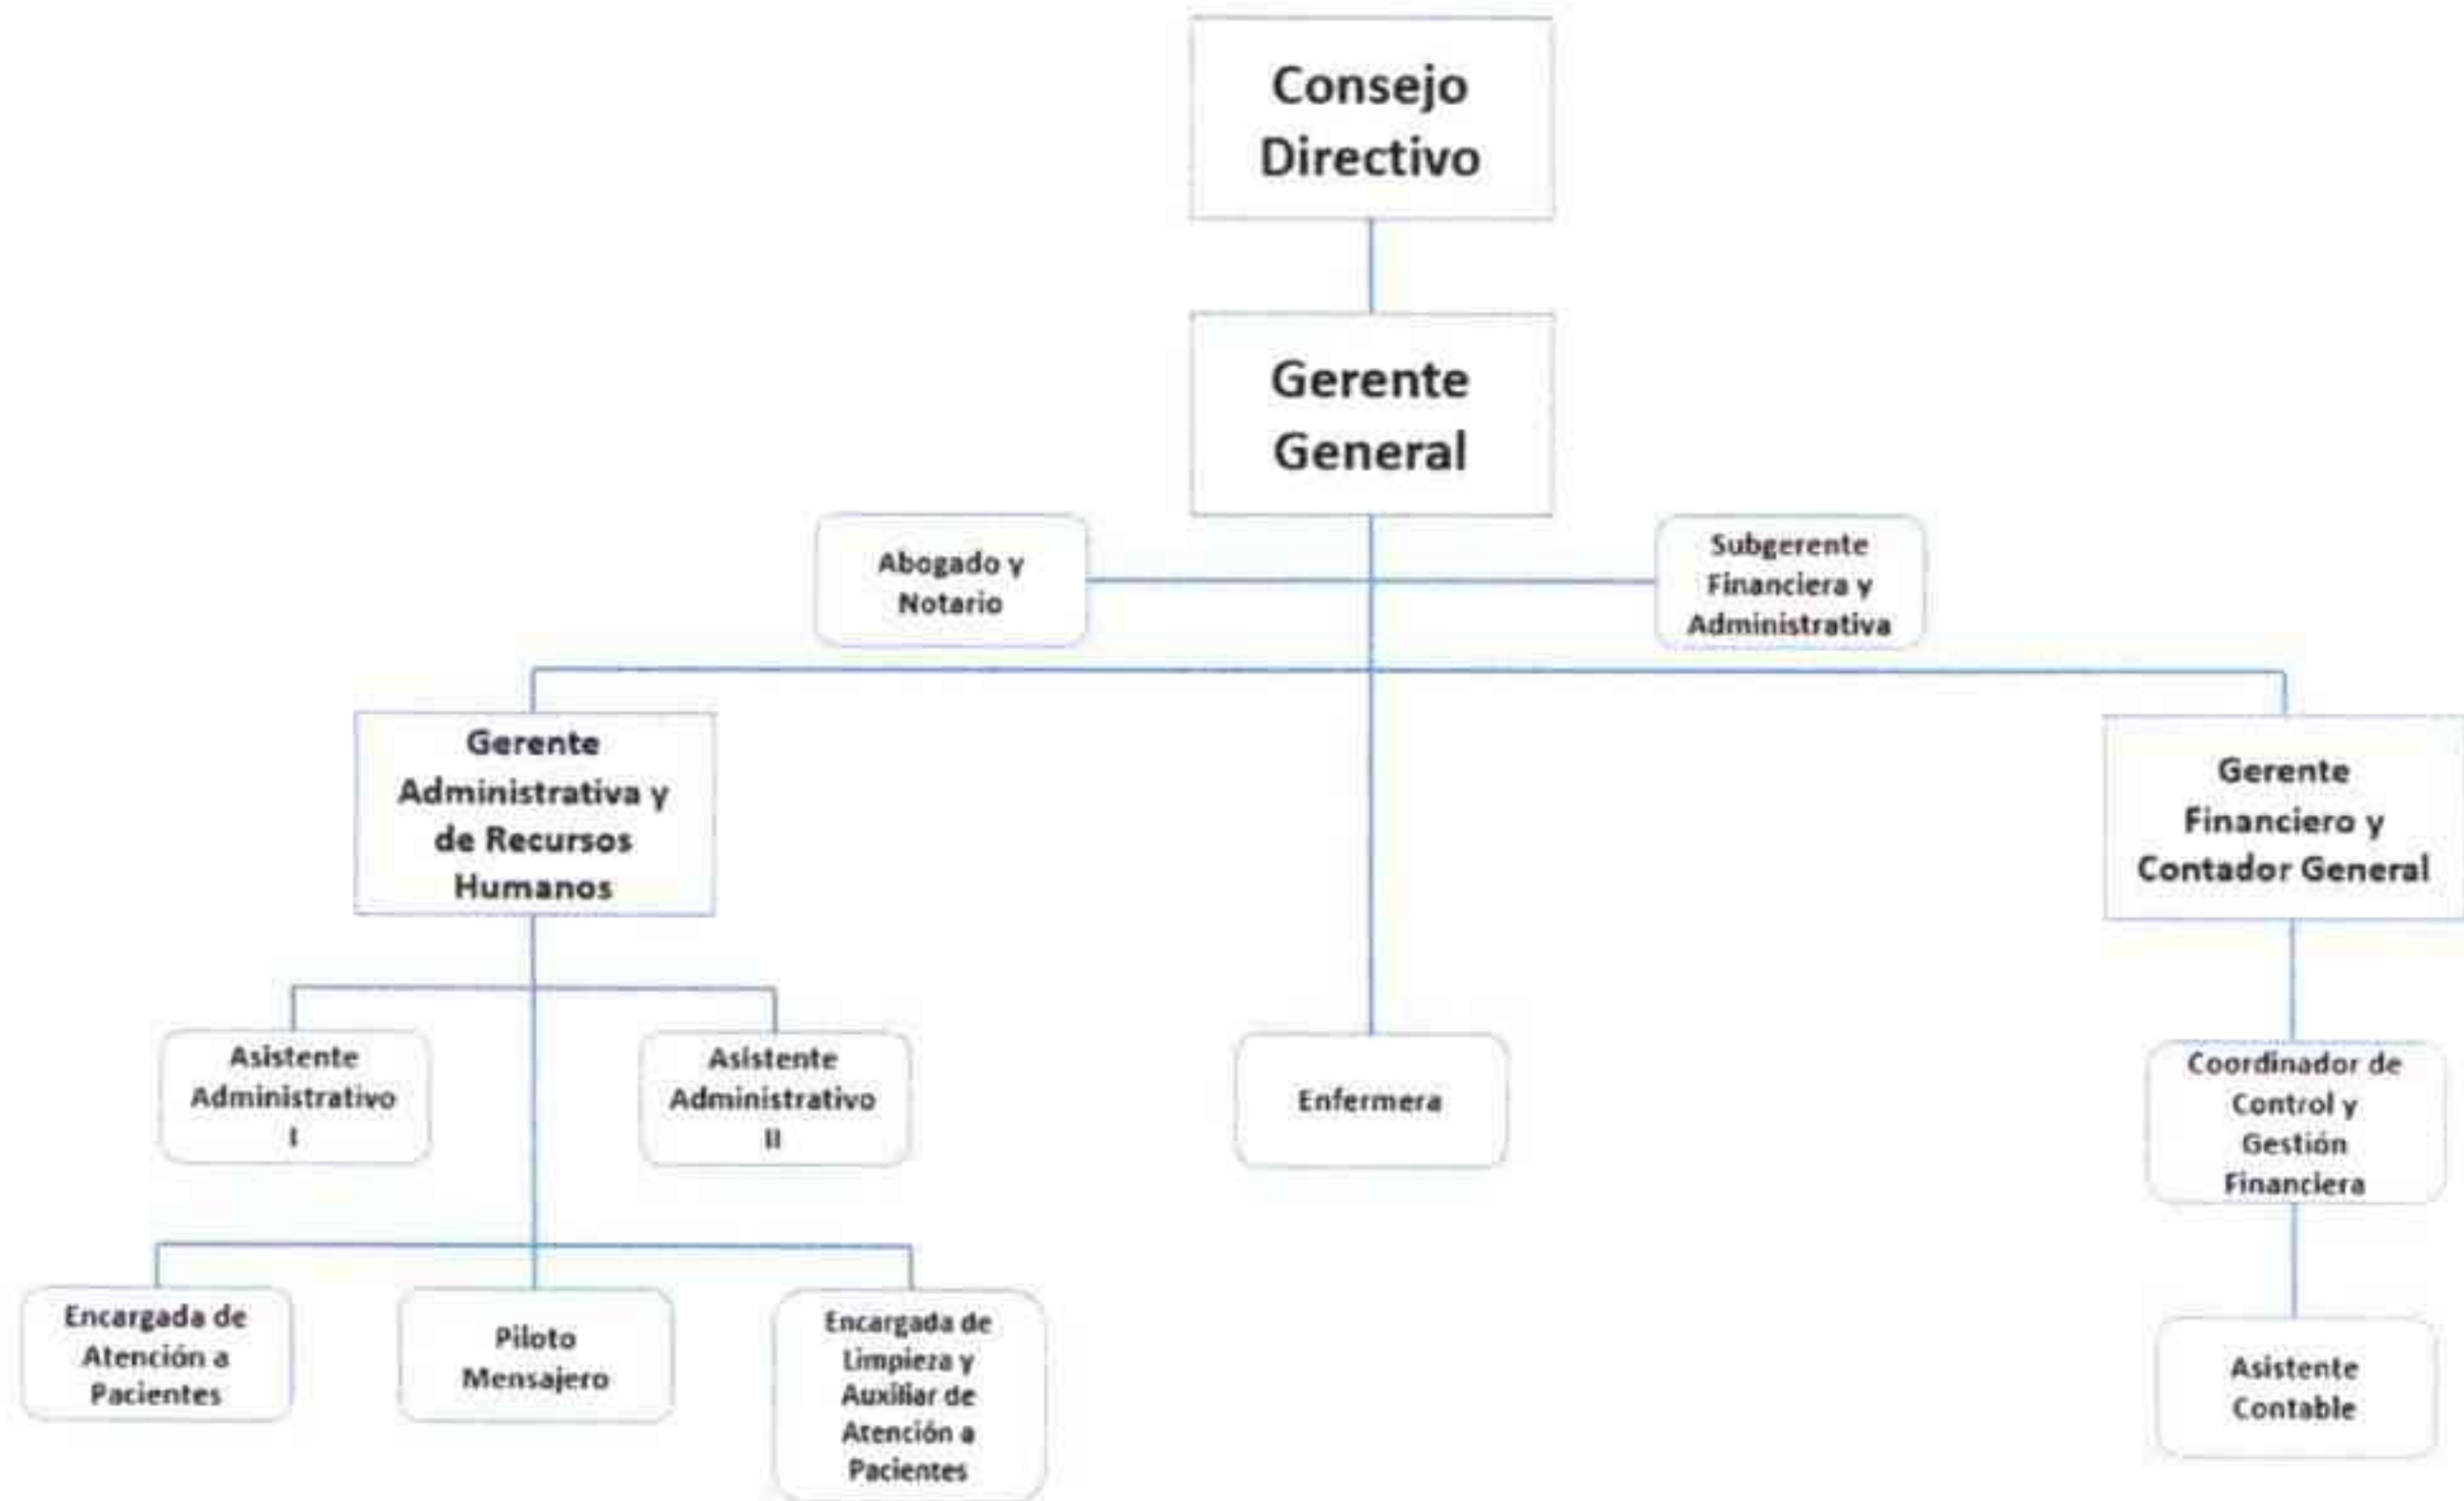 Consejo
Directivo
Gerente
General
Abogado y
Notario
Subgerente
Financiera y
Administrativa
Gerente
Administrativa y
de Recursos
Humanos
Gerente
Financiero y
Contador General
Asistente
Administrativo
I
Asistente
Administrativo
II
Enfermera
Coordinador de
Control y
Gestión
Financiera
Encargada de
Atención a
Pacientes
Piloto
Mensajero
Encargada de
Limpieza y
Auxiliar de
Atención a
Pacientes
Asistente
Contable